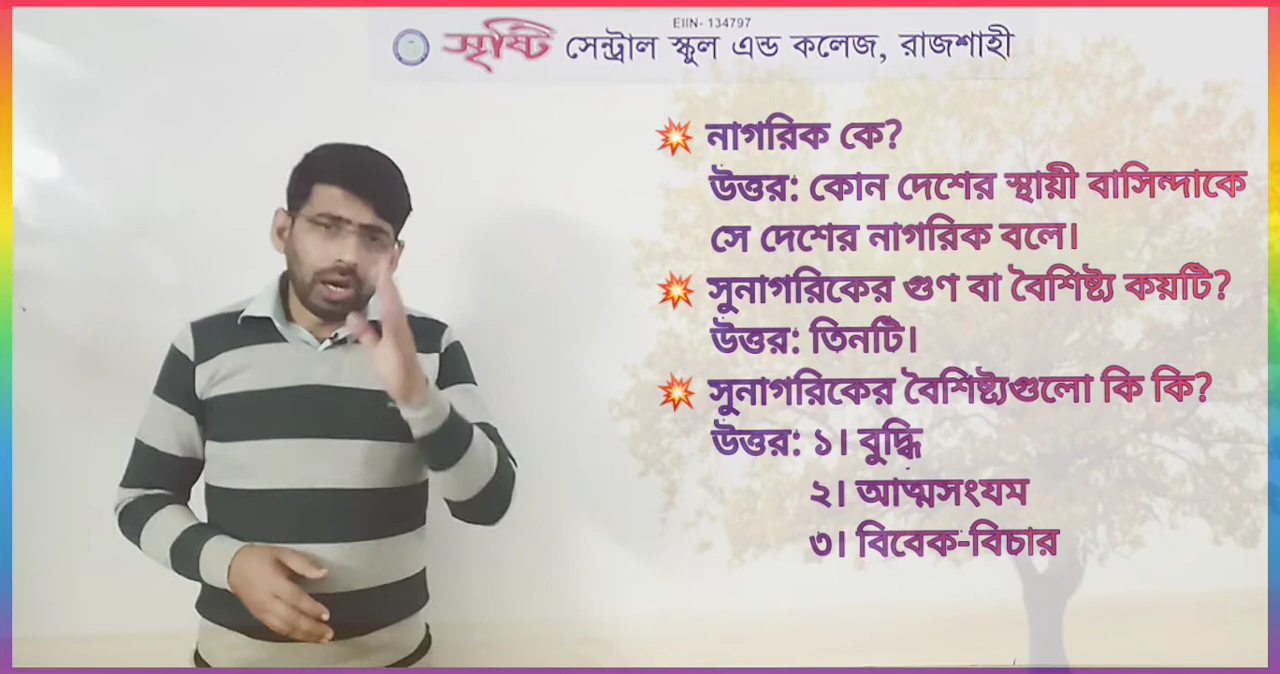 EIIN- 134797
সৃষ্টি সেন্ট্রাল স্কুল এন্ড কলেজ, রাজশাহী
নাগরিক কে?
উত্তর: কোন দেশের স্থায়ী বাসিন্দাকে
সে দেশের নাগরিক বলে।
সুনাগরিকের গুণ বা বৈশিষ্ট্য কয়টি?
উত্তর: তিনটি।
সুনাগরিকের বৈশিষ্ট্যগুলো কি কি?
উত্তর: ১। বুদ্ধি
২। আত্মসংযম
৩। বিবেক-বিচার